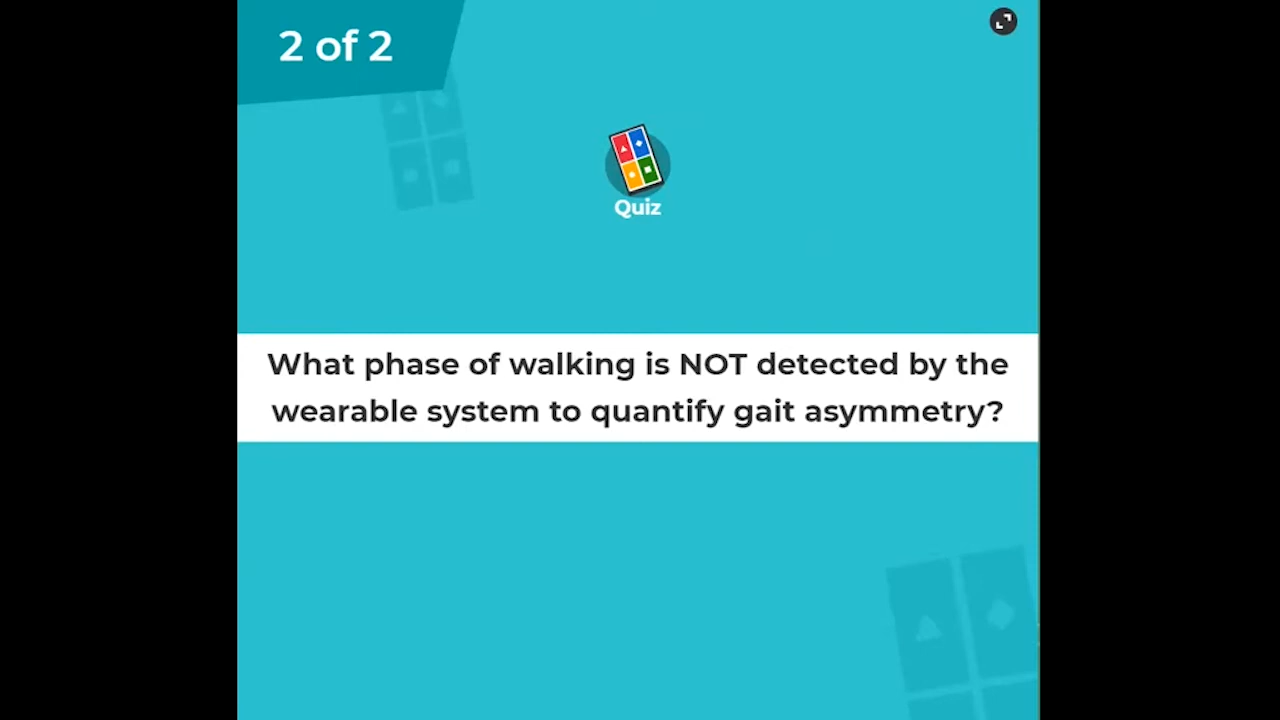 2 of 2
Quiz
What phase of walking is NOT detected by the
wearable system to quantify gait asymmetry?